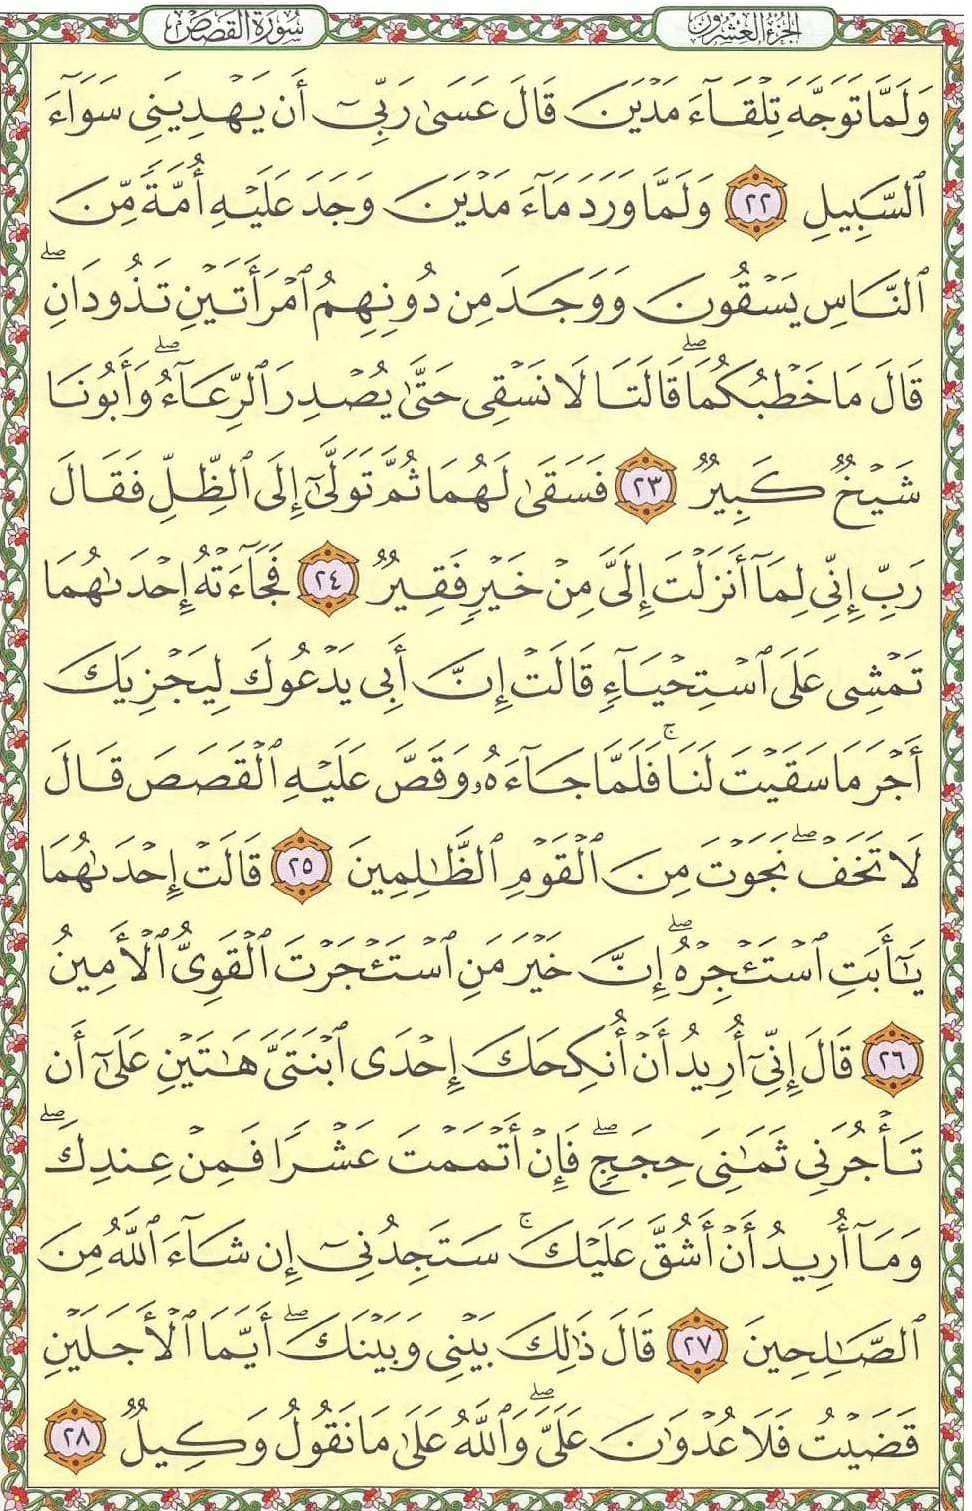 الجزء العشرون
سورة القصص
وَلَمَّا تَوَجَّهَ تِلْقَآءَ مَدْيَنَ قَالَ عَسَىٰ رَبِّىٓ أَن يَهْدِيَنِى سَوَآءَ
ٱلسَّبِيلِ ٢٢ وَلَمَّا وَرَدَ مَآءَ مَدْيَنَ وَجَدَ عَلَيْهِ أُمَّةً مِّنَ
ٱلنَّاسِ يَسْقُونَ وَوَجَدَ مِن دُونِهِمُ ٱمْرَأَتَيْنِ تَذُودَانِ ۖ
قَالَ مَا خَطْبُكُمَا ۖ قَالَتَا لَا نَسْقِى حَتَّىٰ يُصْدِرَ ٱلرِّعَآءُ ۖ وَأَبُونَا
شَيْخٌ كَبِيرٌ ٢٣ فَسَقَىٰ لَهُمَا ثُمَّ تَوَلَّىٰٓ إِلَى ٱلظِّلِّ فَقَالَ
رَبِّ إِنِّى لِمَآ أَنزَلْتَ إِلَىَّ مِنْ خَيْرٍ فَقِيرٌ ٢٤ فَجَآءَتْهُ إِحْدَىٰهُمَا
تَمْشِى عَلَى ٱسْتِحْيَآءٍ قَالَتْ إِنَّ أَبِى يَدْعُوكَ لِيَجْزِيَكَ
أَجْرَ مَا سَقَيْتَ لَنَا ۚ فَلَمَّا جَآءَهُۥ وَقَصَّ عَلَيْهِ ٱلْقَصَصَ قَالَ
لَا تَخَفْ ۖ نَجَوْتَ مِنَ ٱلْقَوْمِ ٱلظَّٰلِمِينَ ٢٥ قَالَتْ إِحْدَىٰهُمَا
يَٰٓأَبَتِ ٱسْتَـْٔجِرْهُ ۖ إِنَّ خَيْرَ مَنِ ٱسْتَـْٔجَرْتَ ٱلْقَوِىُّ ٱلْأَمِينُ
٢٦ قَالَ إِنِّىٓ أُرِيدُ أَنْ أُنكِحَكَ إِحْدَى ٱبْنَتَىَّ هَٰتَيْنِ عَلَىٰٓ أَن
تَأْجُرَنِى ثَمَٰنِىَ حِجَجٍ ۖ فَإِنْ أَتْمَمْتَ عَشْرًا فَمِنْ عِندِكَ ۖ
وَمَآ أُرِيدُ أَنْ أَشُقَّ عَلَيْكَ ۚ سَتَجِدُنِىٓ إِن شَآءَ ٱللَّهُ مِنَ
ٱلصَّٰلِحِينَ ٢٧ قَالَ ذَٰلِكَ بَيْنِى وَبَيْنَكَ ۖ أَيَّمَا ٱلْأَجَلَيْنِ
قَضَيْتُ فَلَا عُدْوَٰنَ عَلَىَّ ۖ وَٱللَّهُ عَلَىٰ مَا نَقُولُ وَكِيلٌ ٢٨